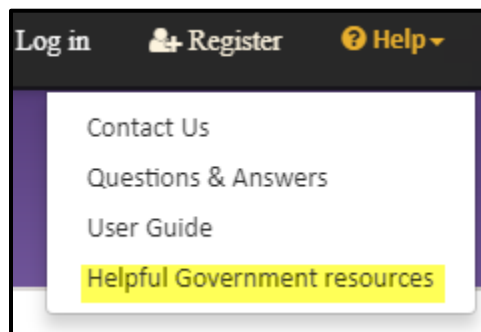 Log in Register Help
Contact Us
Questions & Answers
User Guide
Helpful Government resources